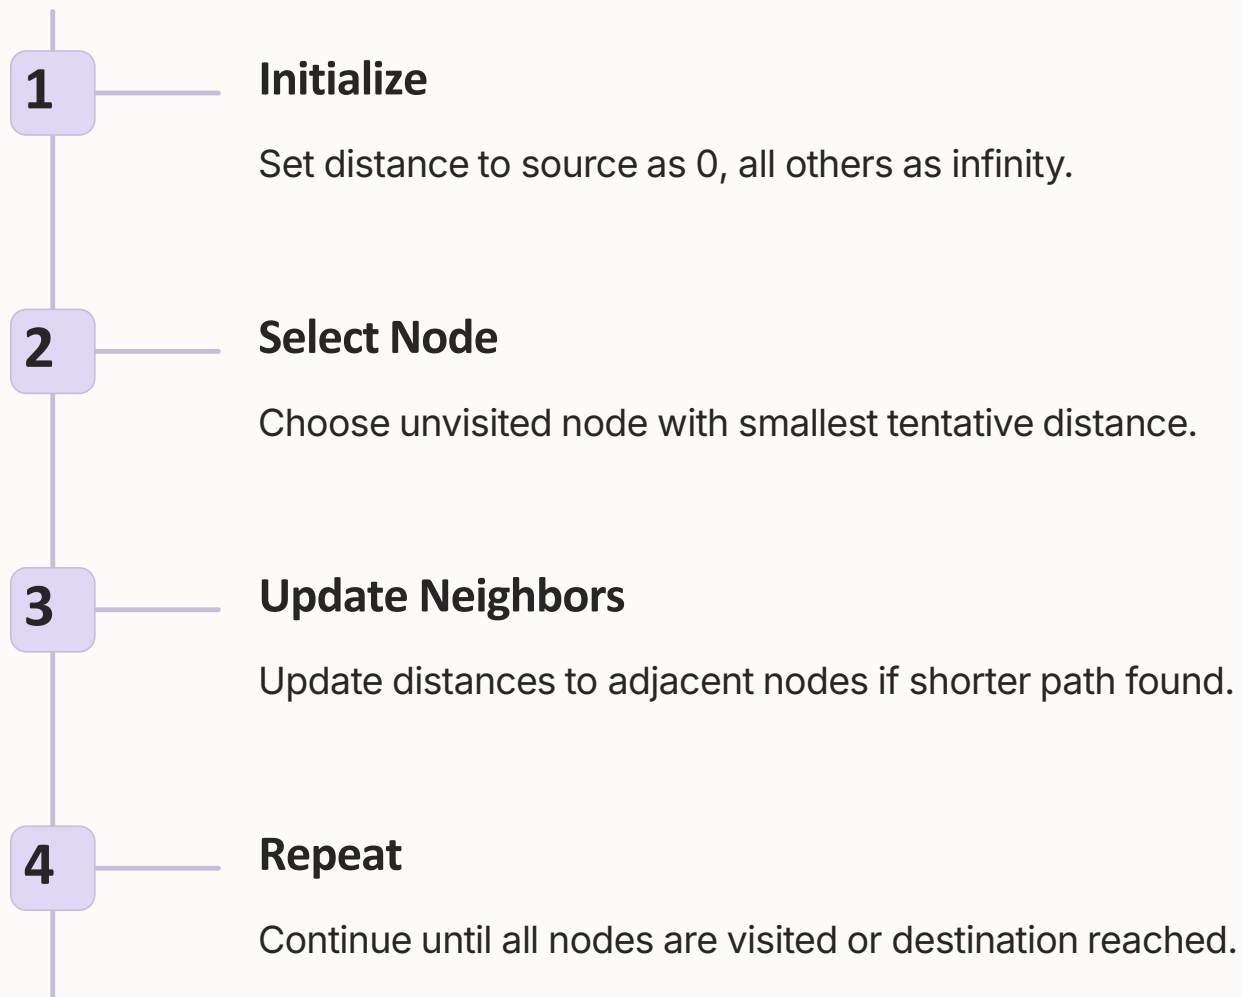 1
Initialize
Set distance to source as 0, all others as infinity.
2
Select Node
Choose unvisited node with smallest tentative distance.
3
Update Neighbors
Update distances to adjacent nodes if shorter path found.
4
Repeat
Continue until all nodes are visited or destination reached.